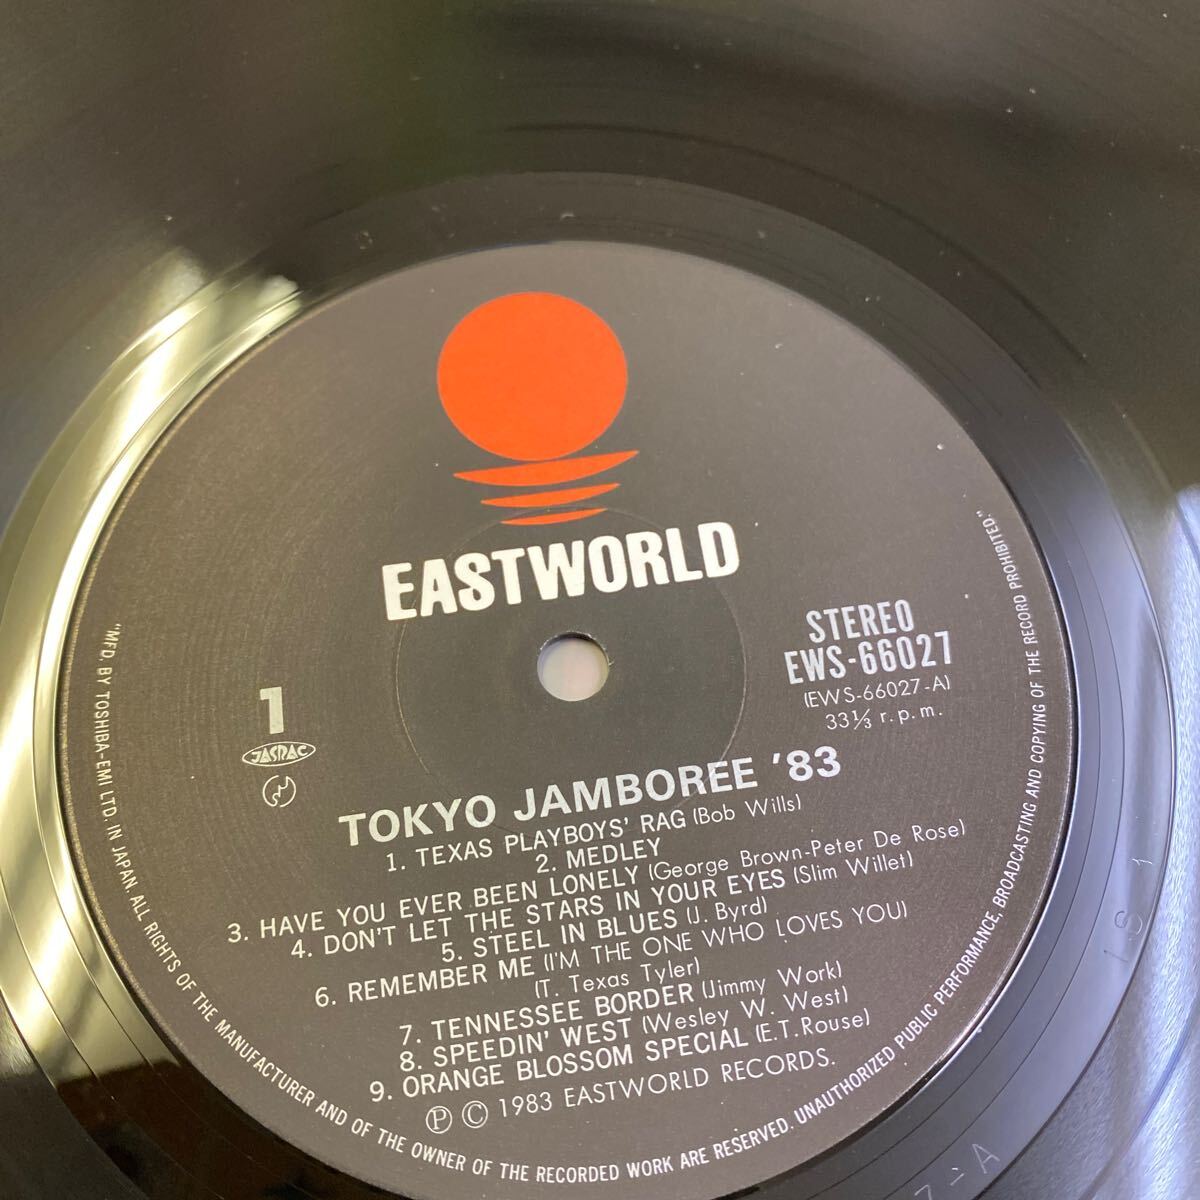 EASTWORLD
STEREO
EWS-66027
(EWS-66027-A)
33⅓ r.p.m.
1
JASRAC
TOKYO JAMBOREE '83
1. TEXAS PLAYBOYS' RAG (Bob Wills)
2. MEDLEY
3. HAVE YOU EVER BEEN LONELY (George Brown-Peter De Rose)
4. DON'T LET THE STARS IN YOUR EYES (Slim Willet)
5. STEEL IN BLUES (J. Byrd)
6. REMEMBER ME (I'M THE ONE WHO LOVES YOU)
(T. Texas Tyler)
7. TENNESSEE BORDER (Jimmy Work)
8. SPEEDIN' WEST (Wesley W. West)
9. ORANGE BLOSSOM SPECIAL (E.T. Rouse)
Ⓟ © 1983 EASTWORLD RECORDS.
"MFD. BY TOSHIBA-EMI LTD. IN JAPAN. ALL RIGHTS OF THE MANUFACTURER AND OF THE OWNER OF THE RECORDED WORK ARE RESERVED. UNAUTHORIZED PUBLIC PERFORMANCE, BROADCASTING AND COPYING OF THE RECORD PROHIBITED."
1S 1